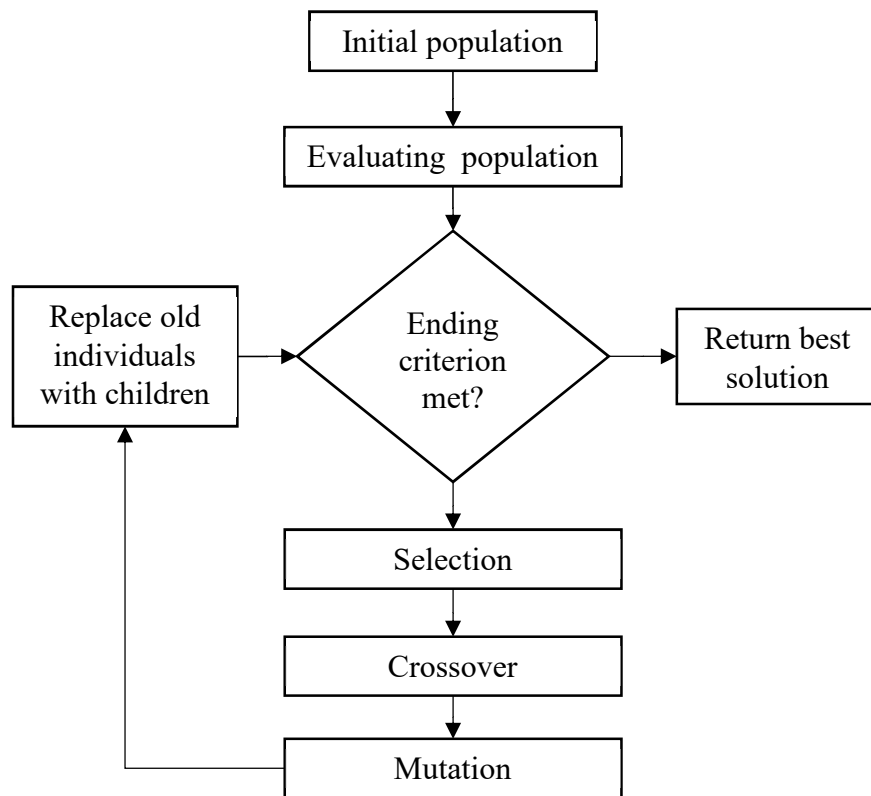 Initial population
Evaluating population
Ending
criterion
met?
Replace old
individuals
with children
Return best
solution
Selection
Crossover
Mutation